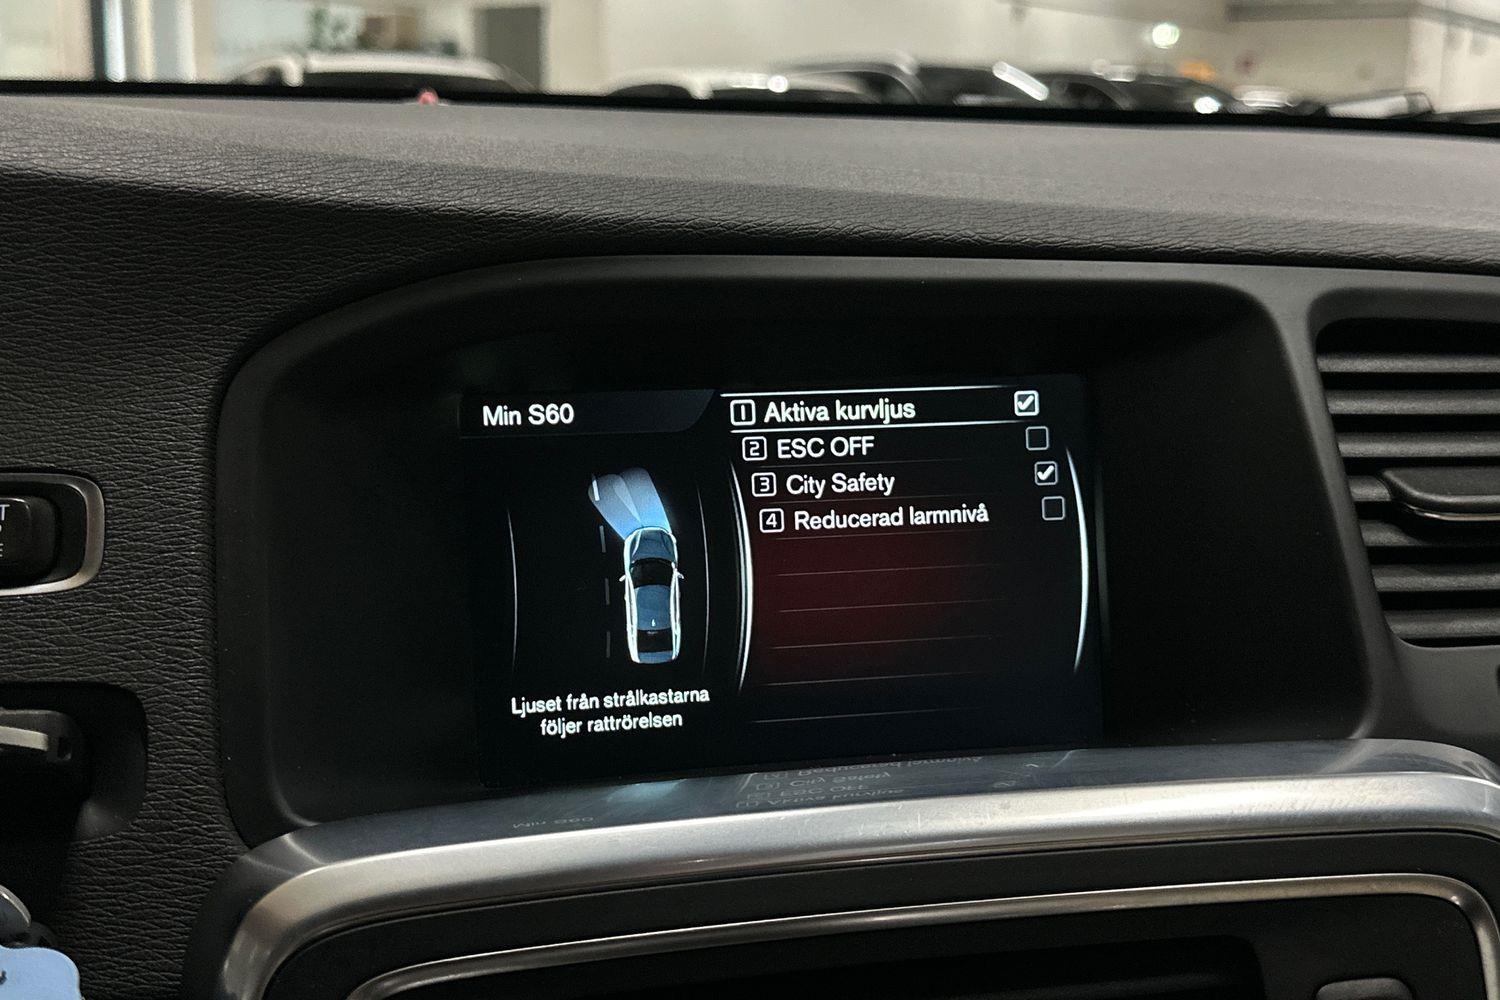 Min S60
1 Aktiva kurvljus
2 ESC OFF
3 City Safety
4 Reducerad larmnivå
Ljuset från strålkastarna
följer rattrörelsen